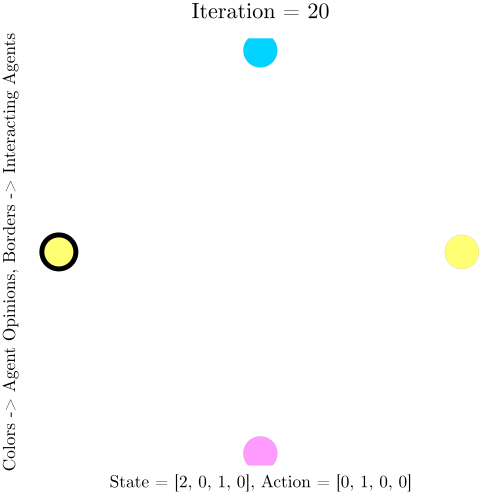 Iteration = 20
Colors -> Agent Opinions, Borders -> Interacting Agents
State = [2, 0, 1, 0], Action = [0, 1, 0, 0]